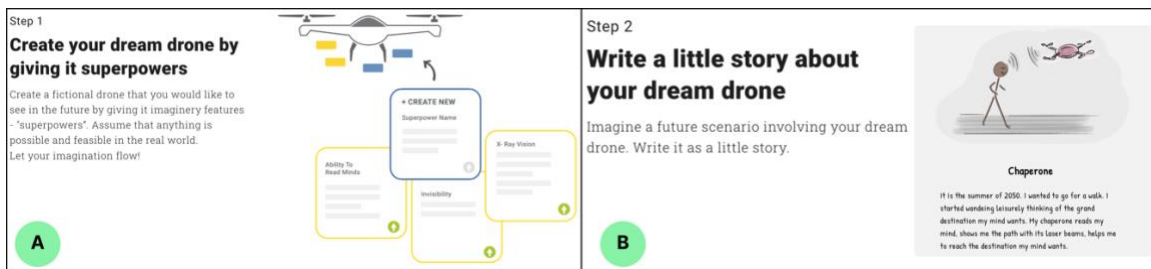 Step 1
Create your dream drone by
giving it superpowers
Create a fictional drone that you would like to
see in the future by giving it imaginery features
- "superpowers". Assume that anything is
possible and feasible in the real world.
Let your imagination flow!
+ CREATE NEW
Superpower Name
X- Ray Vision
Ability To
Read Minds
Invisibility
A
Step 2
Write a little story about
your dream drone
Imagine a future scenario involving your dream
drone. Write it as a little story.
Chaperone
It is the summer of 2050. I wanted to go for a walk. I
started wandeing leisurely thinking of the grand
destination my mind wants. My chaperone reads my
mind, shows me the path with its laser beams, helps me
to reach the destination my mind wants.
B